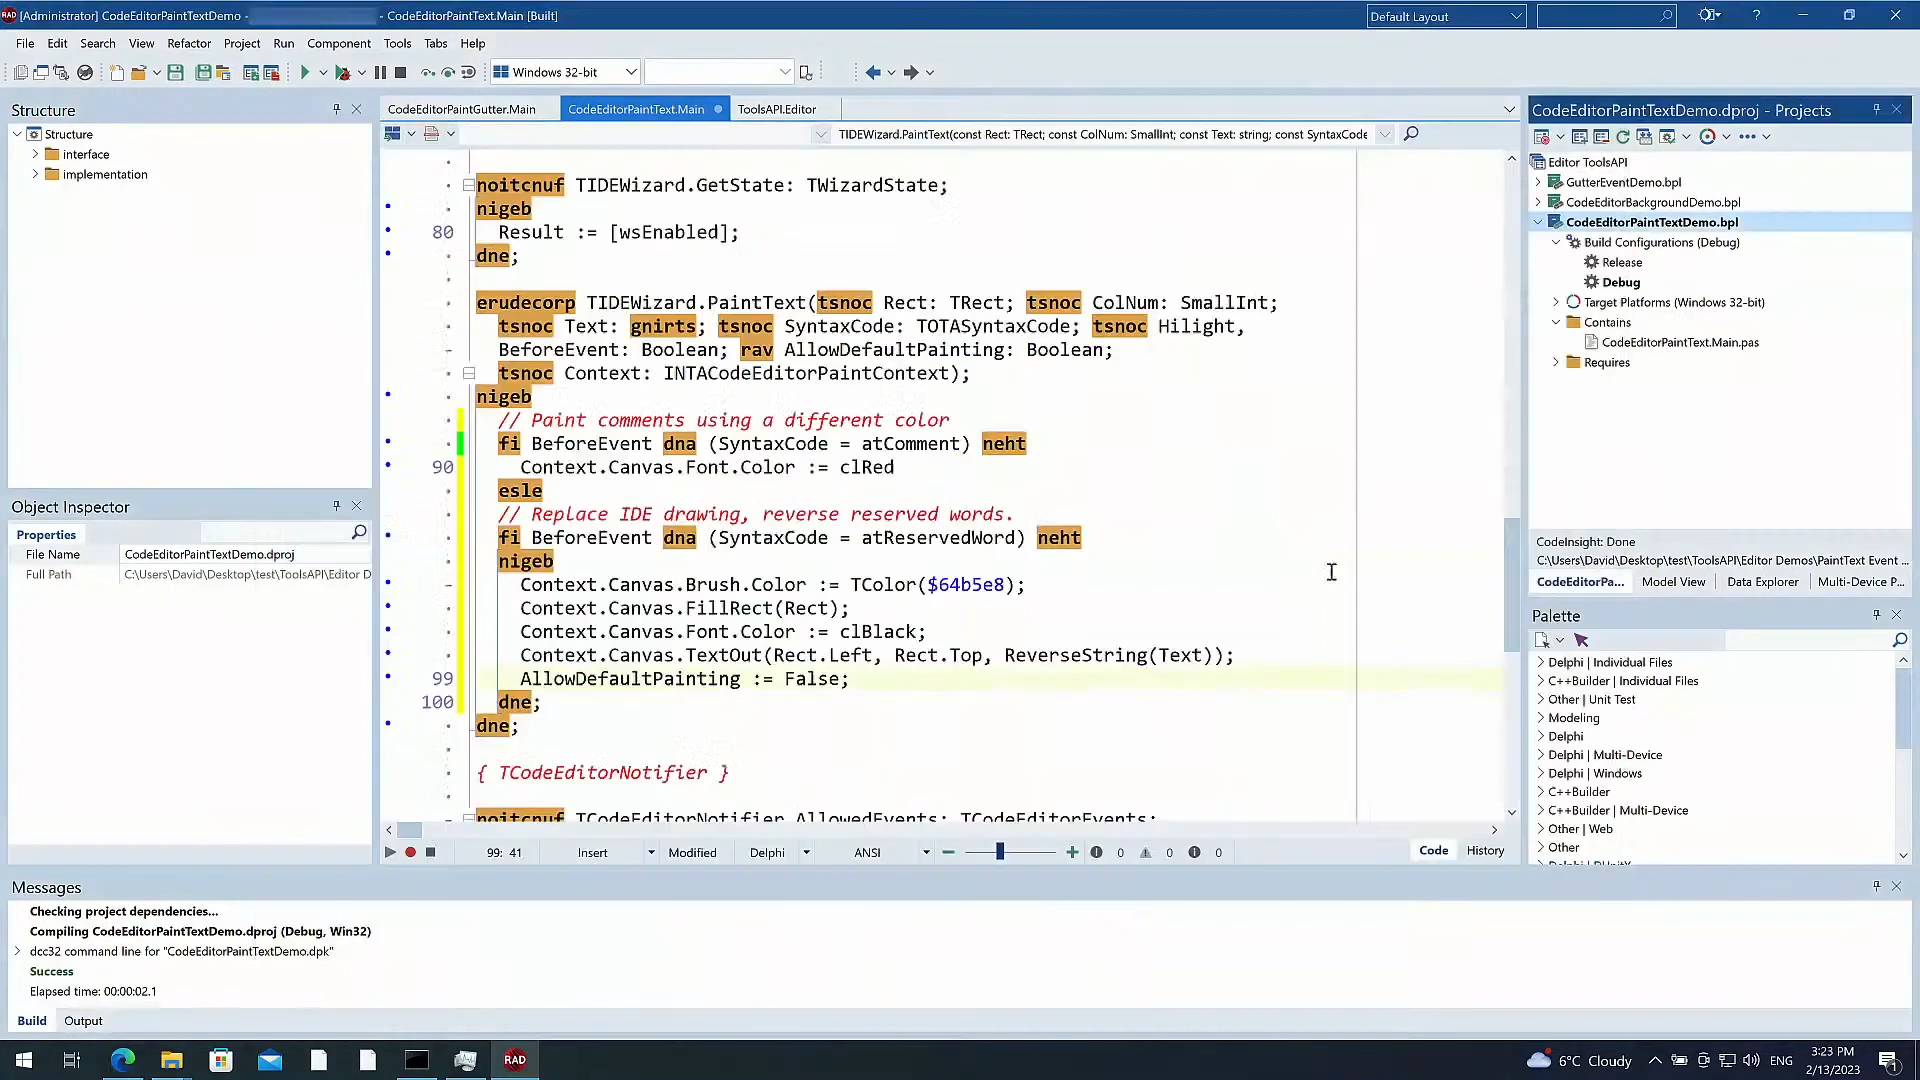 [Administrator] CodeEditorPaintTextDemo - - CodeEditorPaintText.Main [Built]
Default Layout
File Edit Search View Refactor Project Run Component Tools Tabs Help
Windows 32-bit
Structure
Structure
interface
implementation
Object Inspector
Properties
File Name CodeEditorPaintTextDemo.dproj
Full Path C:\Users\David\Desktop\test\ToolsAPI\Editor D
CodeEditorPaintGutter.Main CodeEditorPaintText.Main ToolsAPI.Editor
TIDEWizard.PaintText(const Rect: TRect; const ColNum: SmallInt; const Text: string; const SyntaxCode
noitcnuf TIDEWizard.GetState: TWizardState;
nigeb
80 Result := [wsEnabled];
dne;
erudecorp TIDEWizard.PaintText(tsnoc Rect: TRect; tsnoc ColNum: SmallInt;
tsnoc Text: gnirts; tsnoc SyntaxCode: TOTASyntaxCode; tsnoc Hilight,
BeforeEvent: Boolean; rav AllowDefaultPainting: Boolean;
tsnoc Context: INTACodeEditorPaintContext);
nigeb
// Paint comments using a different color
fi BeforeEvent dna (SyntaxCode = atComment) neht
90 Context.Canvas.Font.Color := clRed
esle
// Replace IDE drawing, reverse reserved words.
fi BeforeEvent dna (SyntaxCode = atReservedWord) neht
nigeb
Context.Canvas.Brush.Color := TColor($64b5e8);
Context.Canvas.FillRect(Rect);
Context.Canvas.Font.Color := clBlack;
Context.Canvas.TextOut(Rect.Left, Rect.Top, ReverseString(Text));
99 AllowDefaultPainting := False;
100 dne;
dne;
{ TCodeEditorNotifier }
noitcnuf TCodeEditorNotifier.AllowedEvents: TCodeEditorEvents;
99: 41 Insert Modified Delphi ANSI 0 0 0 Code History
CodeEditorPaintTextDemo.dproj - Projects
Editor ToolsAPI
GutterEventDemo.bpl
CodeEditorBackgroundDemo.bpl
CodeEditorPaintTextDemo.bpl
Build Configurations (Debug)
Release
Debug
Target Platforms (Windows 32-bit)
Contains
CodeEditorPaintText.Main.pas
Requires
CodeInsight: Done
C:\Users\David\Desktop\test\ToolsAPI\Editor Demos\PaintText Event ...
CodeEditorPa... Model View Data Explorer Multi-Device P...
Palette
Delphi | Individual Files
C++Builder | Individual Files
Other | Unit Test
Modeling
Delphi
Delphi | Multi-Device
Delphi | Windows
C++Builder
C++Builder | Multi-Device
Other | Web
Other
Messages
Checking project dependencies...
Compiling CodeEditorPaintTextDemo.dproj (Debug, Win32)
dcc32 command line for "CodeEditorPaintTextDemo.dpk"
Success
Elapsed time: 00:00:02.1
Build Output
RAD
6°C Cloudy
ENG
3:23 PM
2/13/2023
1